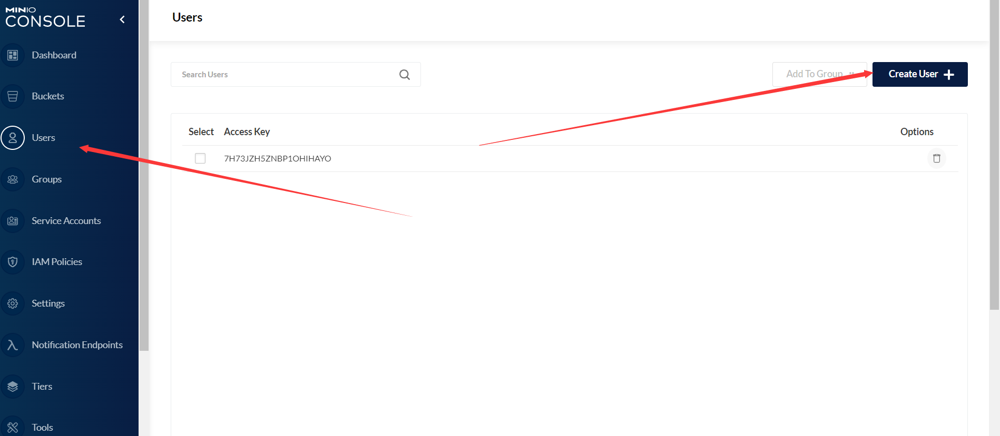 MINIO
CONSOLE
Dashboard
Buckets
Users
Groups
Service Accounts
IAM Policies
Settings
Notification Endpoints
Tiers
Tools
Users
Search Users
Add To Group
Create User
Select Access Key Options
7H73JZH5ZNBP1OHIHAYO